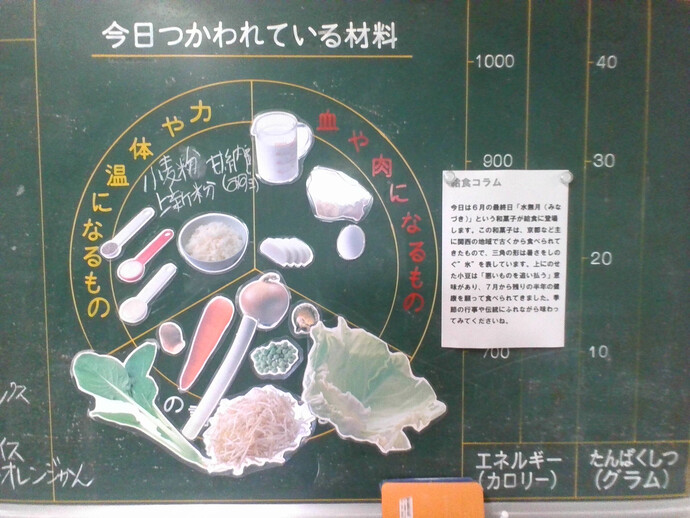 今日つかわれている材料
力や体温になるもの
血や肉になるもの
小麦粉 甘納豆
上新粉
の
1000
900
700
40
30
20
10
エネルギー
(カロリー)
たんぱくしつ
(グラム)
給食コラム
今日は6月の最終日「水無月(みな
づき)」という和菓子が給食に登場
します。この和菓子は、京都など主
に関西の地域で古くから食べられて
きたもので、三角の形は暑さをしの
ぐ"氷"を表しています。上にのせ
た小豆は「悪いものを追い払う」意
味があり、7月から残りの半年の健
康を願って食べられてきました。季
節の行事や伝統にふれながら味わっ
てみてくださいね。
オレンジかん